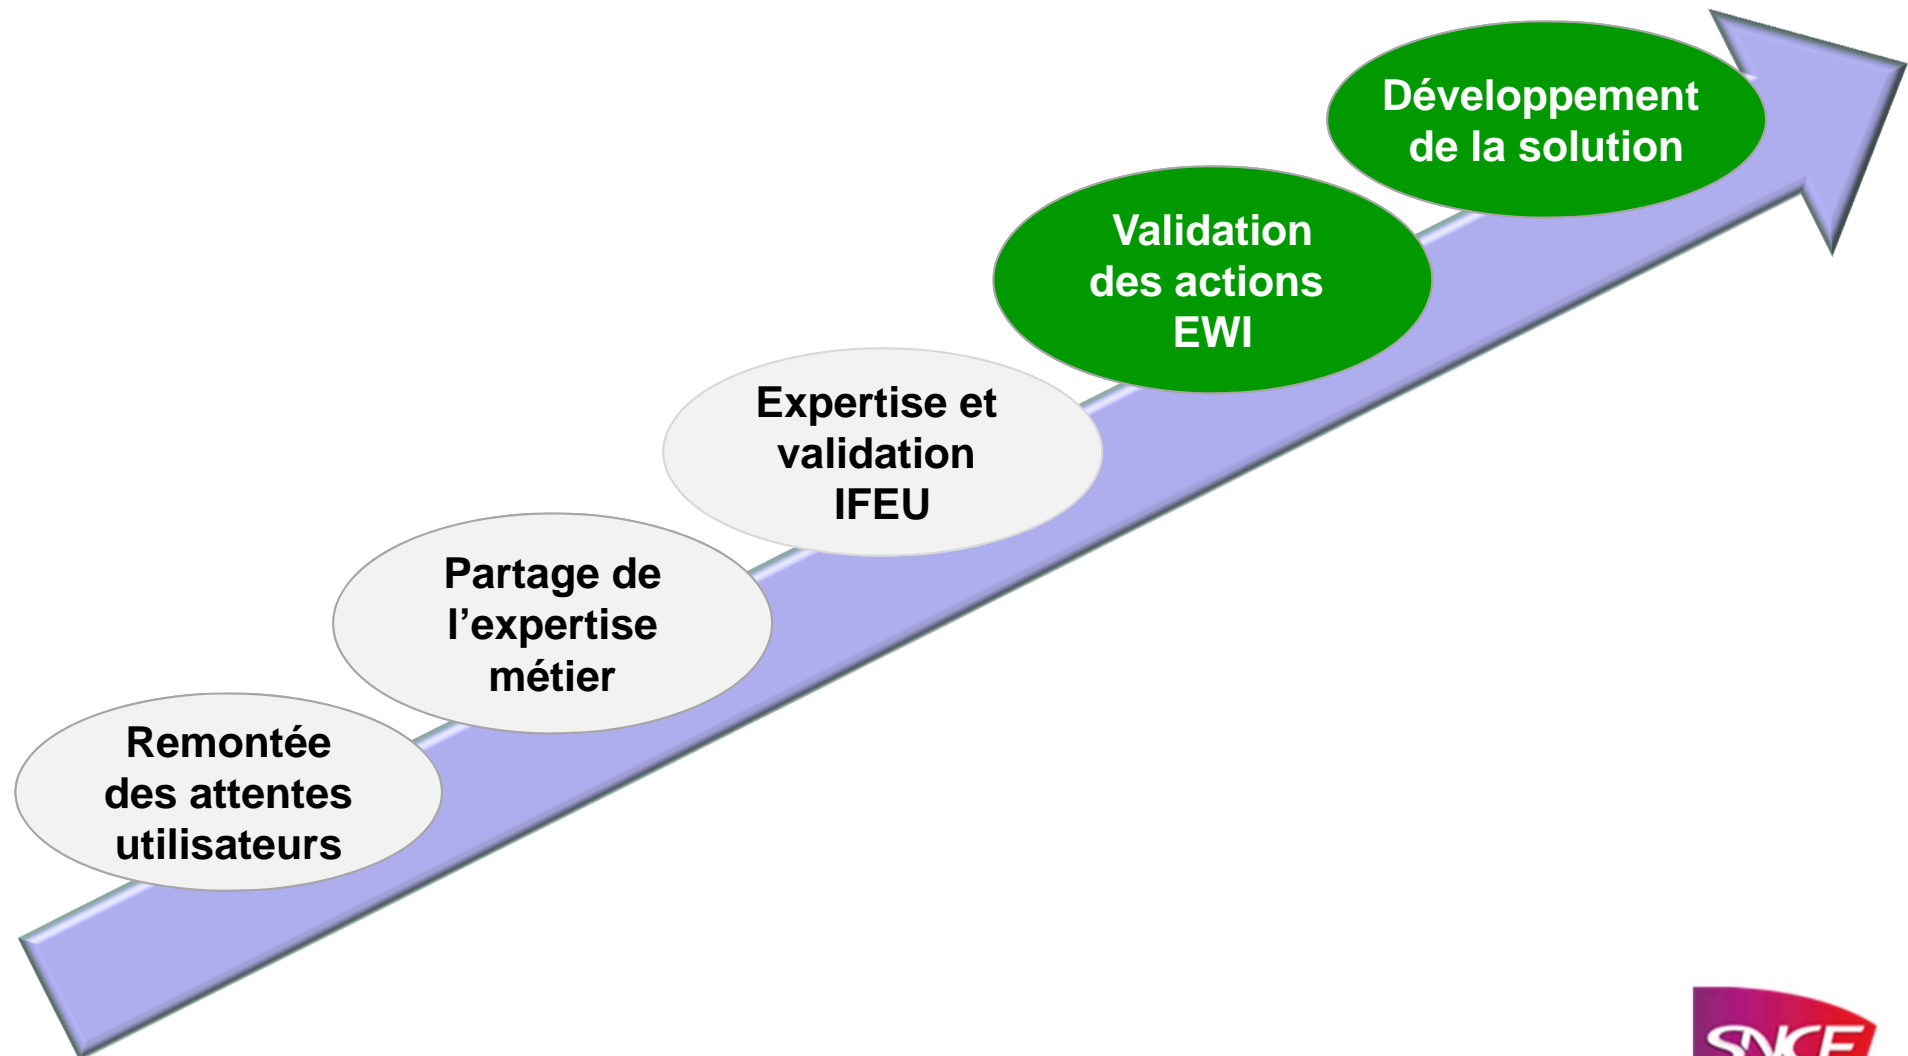 Développement
de la solution
Validation
des actions
EWI
Expertise et
validation
IFEU
Partage de
l’expertise
métier
Remontée
des attentes
utilisateurs
SNCF